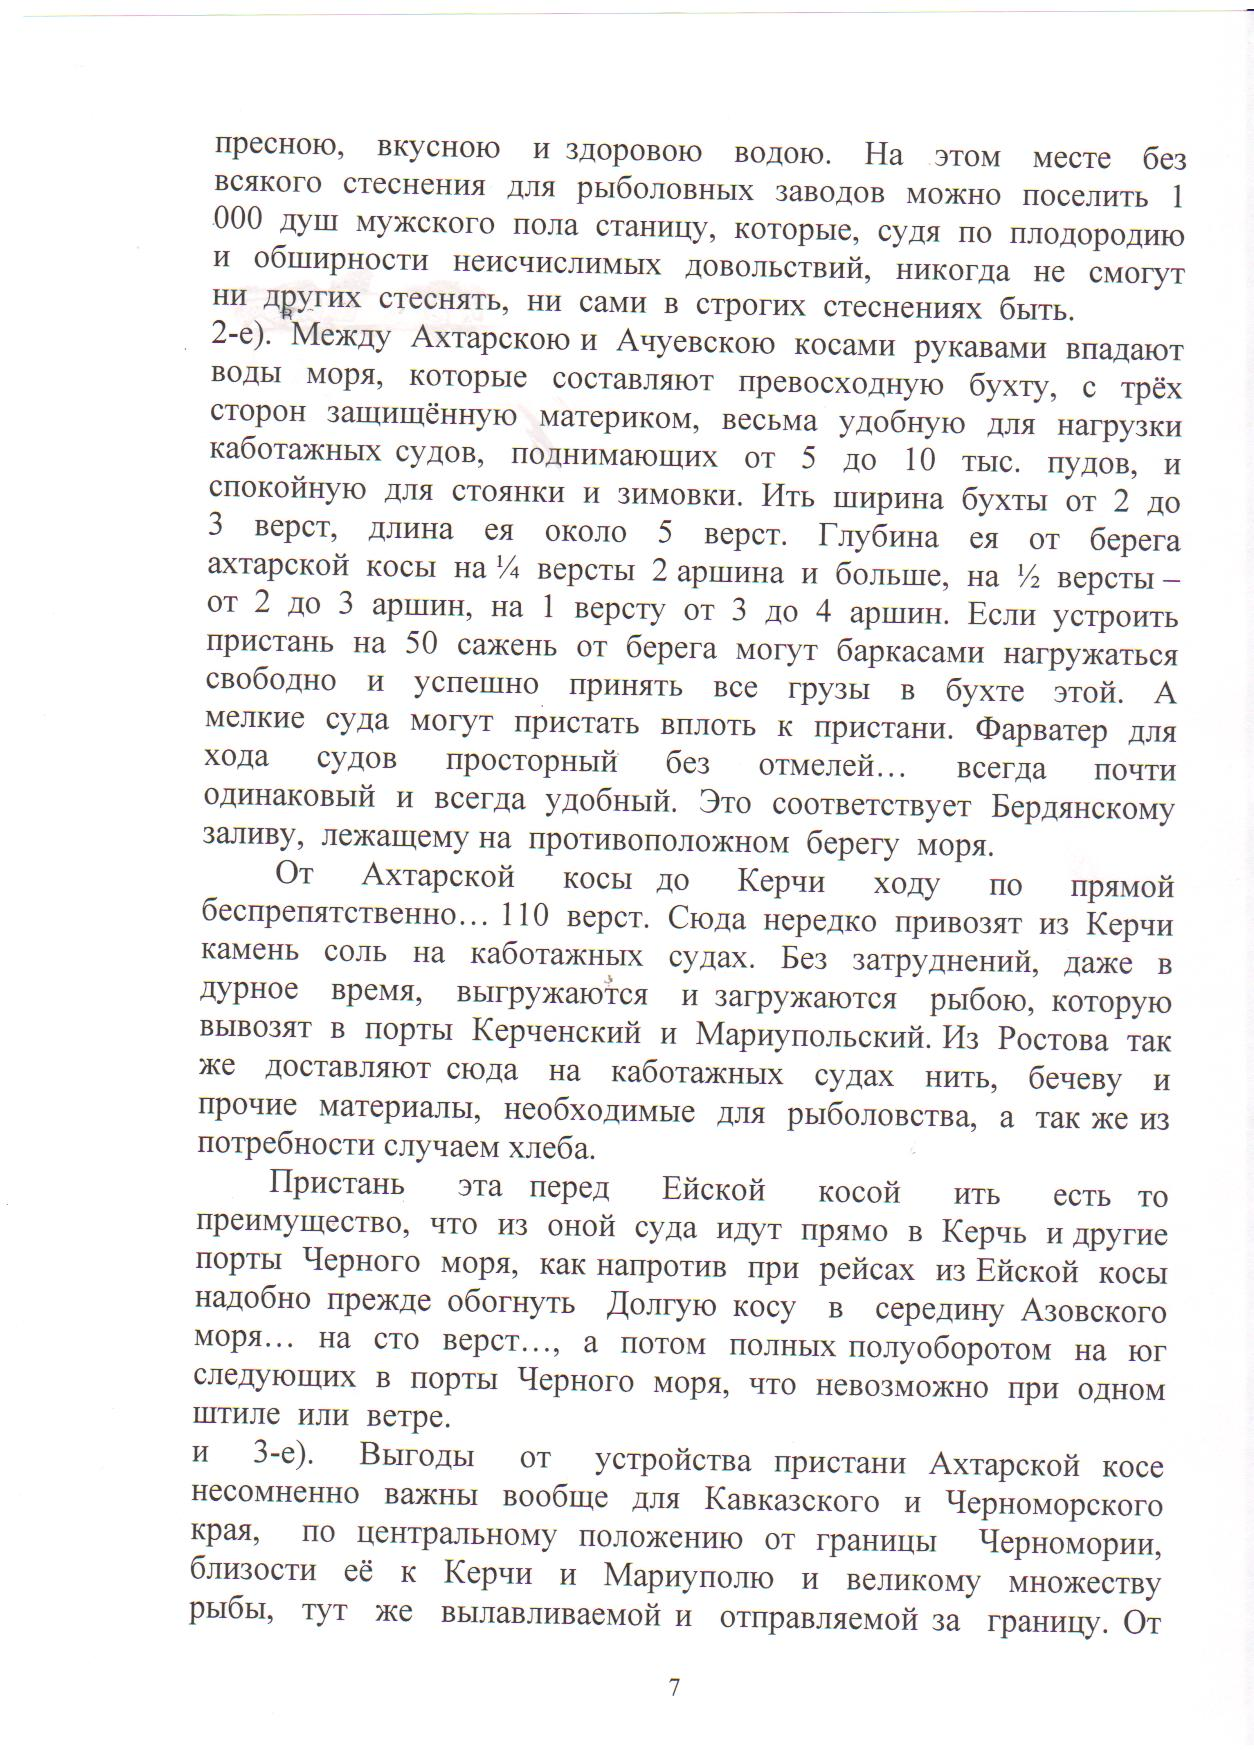 пресною, вкусною и здоровою водою. На этом месте без
всякого стеснения для рыболовных заводов можно поселить 1
000 душ мужского пола станицу, которые, судя по плодородию
и обширности неисчислимых довольствий, никогда не смогут
ни других стеснять, ни сами в строгих стеснениях быть.
2-е). Между Ахтарскою и Ачуевскою косами рукавами впадают
воды моря, которые составляют превосходную бухту, с трёх
сторон защищённую материком, весьма удобную для нагрузки
каботажных судов, поднимающих от 5 до 10 тыс. пудов, и
спокойную для стоянки и зимовки. Ить ширина бухты от 2 до
3 верст, длина ея около 5 верст. Глубина ея от берега
ахтарской косы на ¼ версты 2 аршина и больше, на ½ версты –
от 2 до 3 аршин, на 1 версту от 3 до 4 аршин. Если устроить
пристань на 50 сажень от берега могут баркасами нагружаться
свободно и успешно принять все грузы в бухте этой. А
мелкие суда могут пристать вплоть к пристани. Фарватер для
хода судов просторный без отмелей… всегда почти
одинаковый и всегда удобный. Это соответствует Бердянскому
заливу, лежащему на противоположном берегу моря.
От Ахтарской косы до Керчи ходу по прямой
беспрепятственно… 110 верст. Сюда нередко привозят из Керчи
камень соль на каботажных судах. Без затруднений, даже в
дурное время, выгружаются и загружаются рыбою, которую
вывозят в порты Керченский и Мариупольский. Из Ростова так
же доставляют сюда на каботажных судах нить, бечеву и
прочие материалы, необходимые для рыболовства, а так же из
потребности случаем хлеба.
Пристань эта перед Ейской косой ить есть то
преимущество, что из оной суда идут прямо в Керчь и другие
порты Черного моря, как напротив при рейсах из Ейской косы
надобно прежде обогнуть Долгую косу в середину Азовского
моря… на сто верст…, а потом полных полуоборотом на юг
следующих в порты Черного моря, что невозможно при одном
штиле или ветре.
и 3-е). Выгоды от устройства пристани Ахтарской косе
несомненно важны вообще для Кавказского и Черноморского
края, по центральному положению от границы Черномории,
близости её к Керчи и Мариуполю и великому множеству
рыбы, тут же вылавливаемой и отправляемой за границу. От
7